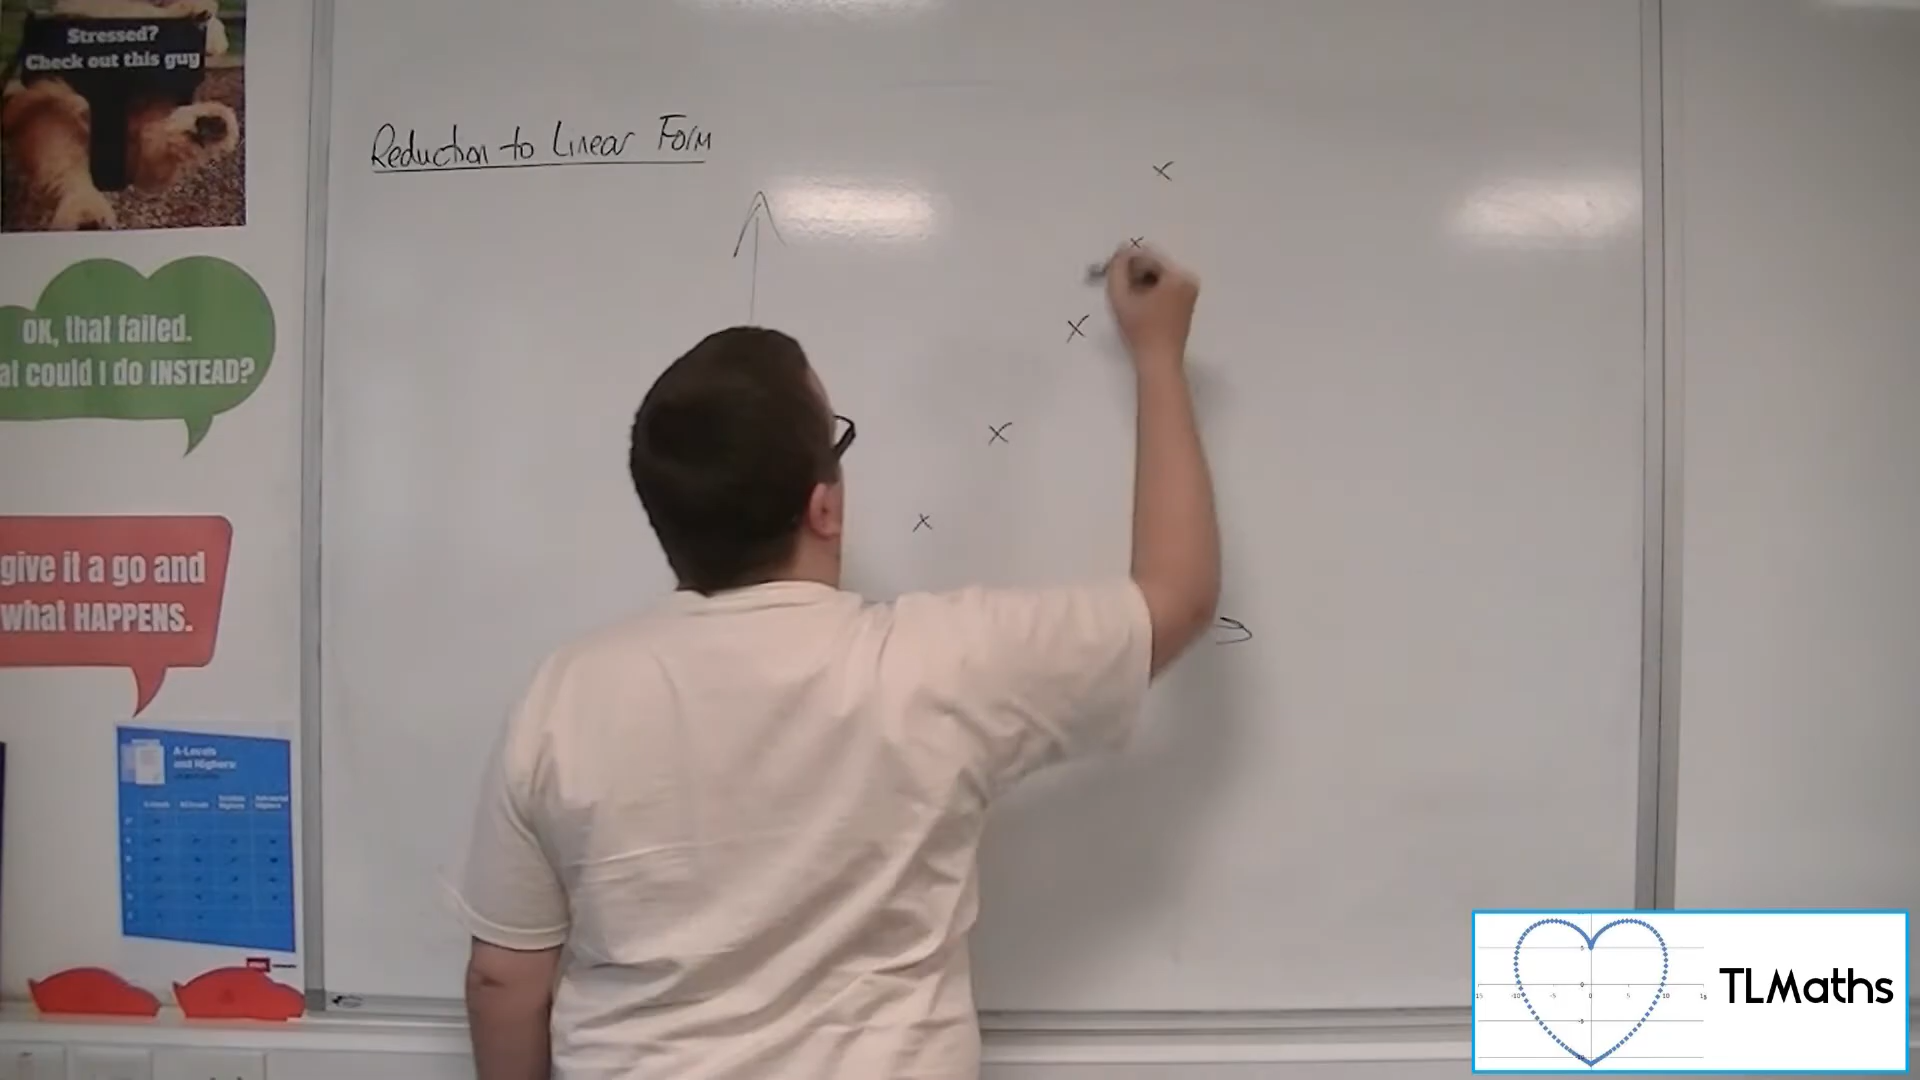 Stressed?
Check out this guy
Reduction to Linear Form
OK, that failed.
could I do INSTEAD?
give it a go and
what HAPPENS.
A-Levels
and Highers
TLMaths